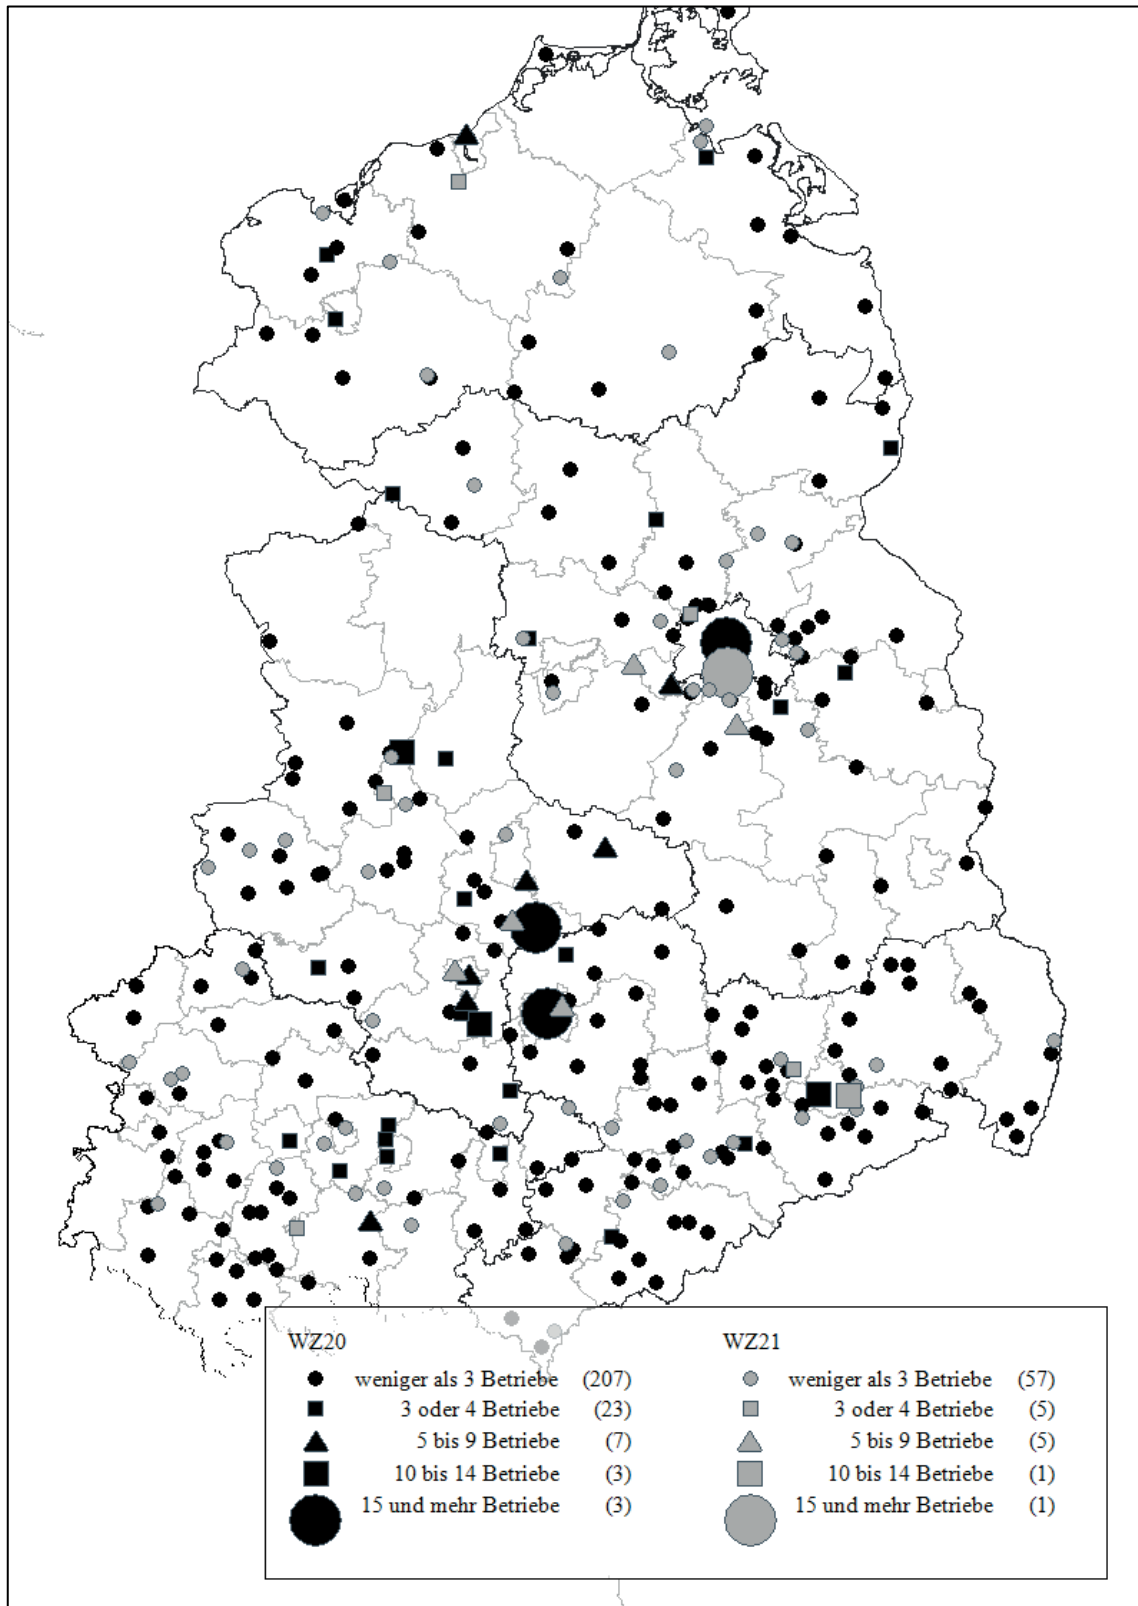 WZ20
weniger als 3 Betriebe (207)
3 oder 4 Betriebe (23)
5 bis 9 Betriebe (7)
10 bis 14 Betriebe (3)
15 und mehr Betriebe (3)
WZ21
weniger als 3 Betriebe (57)
3 oder 4 Betriebe (5)
5 bis 9 Betriebe (5)
10 bis 14 Betriebe (1)
15 und mehr Betriebe (1)